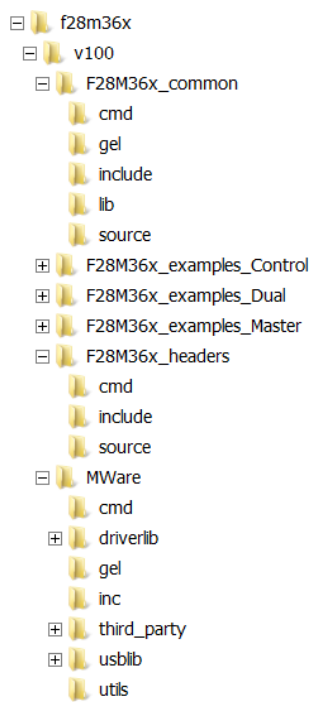 f28m36x
v100
F28M36x_common
cmd
gel
include
lib
source
F28M36x_examples_Control
F28M36x_examples_Dual
F28M36x_examples_Master
F28M36x_headers
cmd
include
source
MWare
cmd
driverlib
gel
inc
third_party
usblib
utils